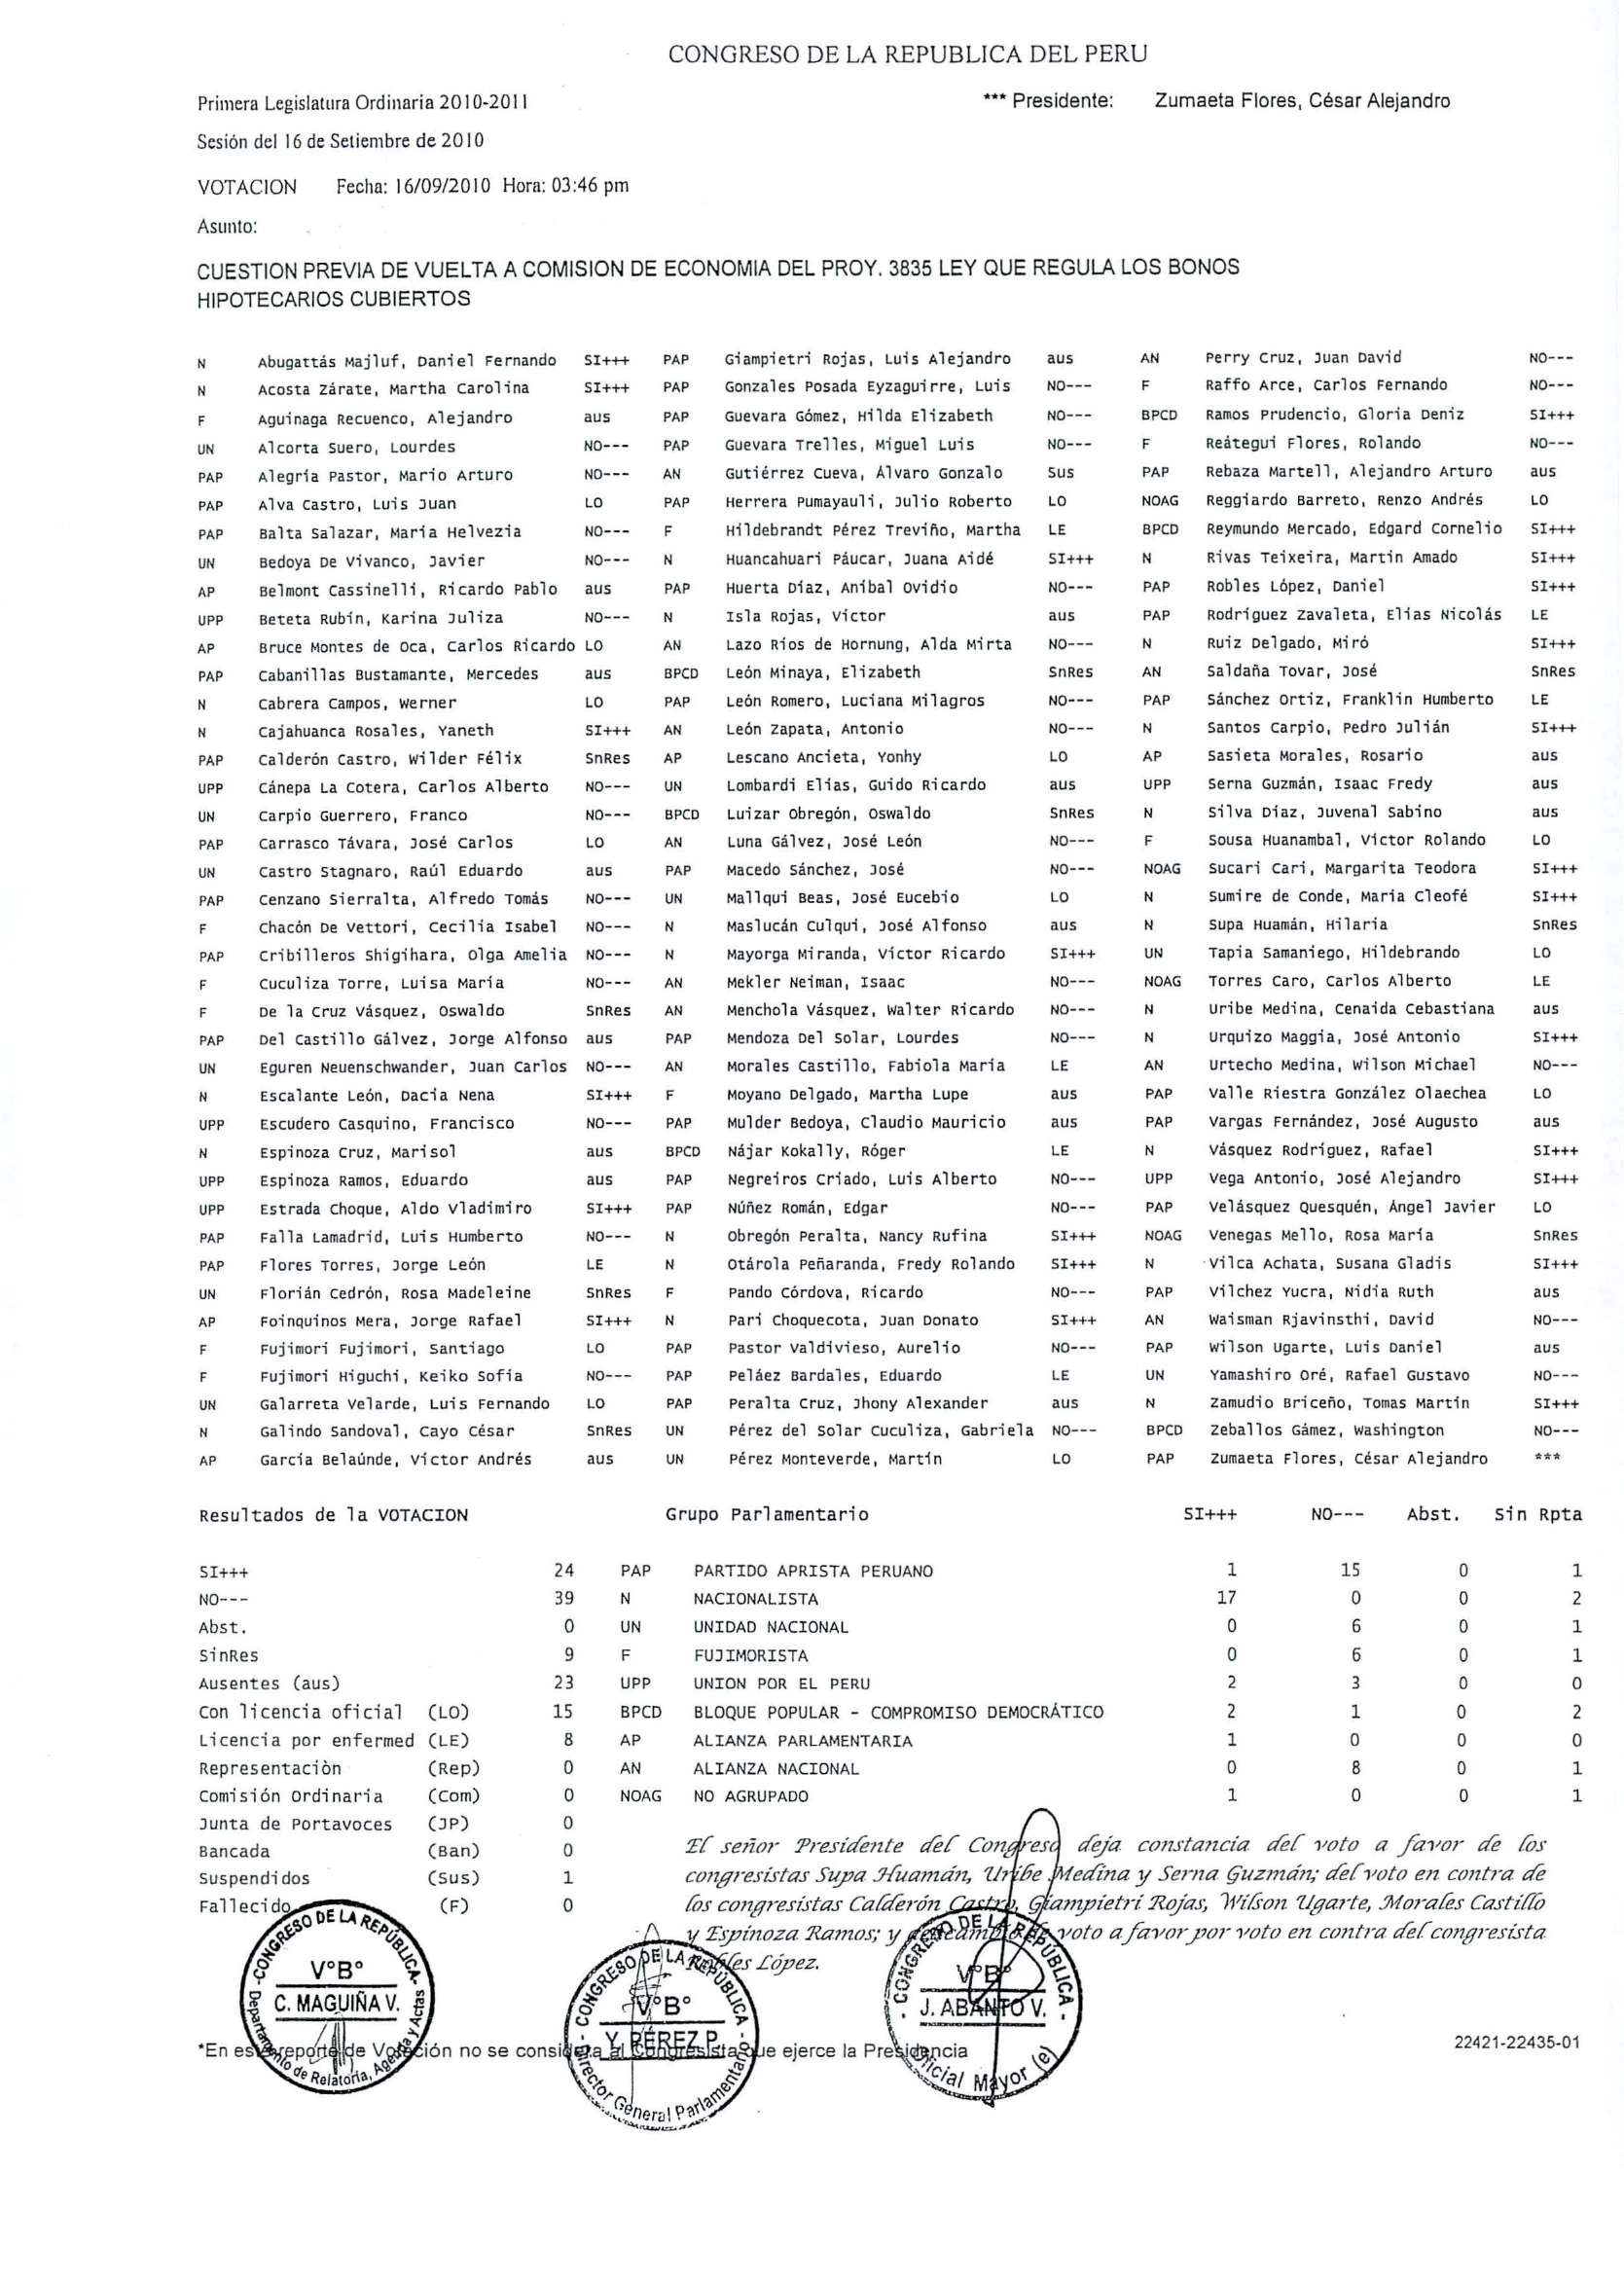 CONGRESO DE LA REPUBLICA DEL PERU
Primera Legislatura Ordinaria 2010-2011 *** Presidente: Zumaeta Flores, César Alejandro
Sesión del 16 de Setiembre de 2010
VOTACION Fecha: 16/09/2010 Hora: 03:46 pm
Asunto:
CUESTION PREVIA DE VUELTA A COMISION DE ECONOMIA DEL PROY. 3835 LEY QUE REGULA LOS BONOS
HIPOTECARIOS CUBIERTOS
N Abugattás Majluf, Daniel Fernando SI+++ PAP Giampietri Rojas, Luis Alejandro aus AN Perry Cruz, Juan David NO---
N Acosta Zárate, Martha Carolina SI+++ PAP Gonzales Posada Eyzaguirre, Luis NO--- F Raffo Arce, Carlos Fernando NO---
F Aguinaga Recuenco, Alejandro aus PAP Guevara Gómez, Hilda Elizabeth NO--- BPCD Ramos Prudencio, Gloria Deniz SI+++
UN Alcorta Suero, Lourdes NO--- PAP Guevara Trelles, Miguel Luis NO--- F Reátegui Flores, Rolando NO---
PAP Alegría Pastor, Mario Arturo NO--- AN Gutiérrez Cueva, Álvaro Gonzalo Sus PAP Rebaza Martell, Alejandro Arturo aus
PAP Alva Castro, Luis Juan LO PAP Herrera Pumayauli, Julio Roberto LO NOAG Reggiardo Barreto, Renzo Andrés LO
PAP Balta Salazar, María Helvezia NO--- F Hildebrandt Pérez Treviño, Martha LE BPCD Reymundo Mercado, Edgard Cornelio SI+++
UN Bedoya De Vivanco, Javier NO--- N Huancahuari Páucar, Juana Aidé SI+++ N Rivas Teixeira, Martin Amado SI+++
AP Belmont Cassinelli, Ricardo Pablo aus PAP Huerta Díaz, Aníbal Ovidio NO--- PAP Robles López, Daniel SI+++
UPP Beteta Rubín, Karina Juliza NO--- N Isla Rojas, Víctor aus PAP Rodríguez Zavaleta, Elías Nicolás LE
AP Bruce Montes de Oca, Carlos Ricardo LO AN Lazo Ríos de Hornung, Alda Mirta NO--- N Ruiz Delgado, Miró SI+++
PAP Cabanillas Bustamante, Mercedes aus BPCD León Minaya, Elizabeth SnRes AN Saldaña Tovar, José SnRes
N Cabrera Campos, Werner LO PAP León Romero, Luciana Milagros NO--- PAP Sánchez Ortiz, Franklin Humberto LE
N Cajahuanca Rosales, Yaneth SI+++ AN León Zapata, Antonio NO--- N Santos Carpio, Pedro Julián SI+++
PAP Calderón Castro, Wilder Félix SnRes AP Lescano Ancieta, Yonhy LO AP Sasieta Morales, Rosario aus
UPP Cánepa La Cotera, Carlos Alberto NO--- UN Lombardi Elías, Guido Ricardo aus UPP Serna Guzmán, Isaac Fredy aus
UN Carpio Guerrero, Franco NO--- BPCD Luizar Obregón, Oswaldo SnRes N Silva Díaz, Juvenal Sabino aus
PAP Carrasco Távara, José Carlos LO AN Luna Gálvez, José León NO--- F Sousa Huanambal, Víctor Rolando LO
UN Castro Stagnaro, Raúl Eduardo aus PAP Macedo Sánchez, José NO--- NOAG Sucari Cari, Margarita Teodora SI+++
PAP Cenzano Sierralta, Alfredo Tomás NO--- UN Mallqui Beas, José Eucebio LO N Sumire de Conde, María Cleofé SI+++
F Chacón De Vettori, Cecilia Isabel NO--- N Maslucán Culqui, José Alfonso aus N Supa Huamán, Hilaria SnRes
PAP Cribilleros Shigihara, Olga Amelia NO--- N Mayorga Miranda, Víctor Ricardo SI+++ UN Tapia Samaniego, Hildebrando LO
F Cuculiza Torre, Luisa María NO--- AN Mekler Neiman, Isaac NO--- NOAG Torres Caro, Carlos Alberto LE
F De la Cruz Vásquez, Oswaldo SnRes AN Menchola Vásquez, Walter Ricardo NO--- N Uribe Medina, Cenaida Cebastiana aus
PAP Del Castillo Gálvez, Jorge Alfonso aus PAP Mendoza Del Solar, Lourdes NO--- N Urquizo Maggia, José Antonio SI+++
UN Eguren Neuenschwander, Juan Carlos NO--- AN Morales Castillo, Fabiola María LE AN Urtecho Medina, Wilson Michael NO---
N Escalante León, Dacia Nena SI+++ F Moyano Delgado, Martha Lupe aus PAP Valle Riestra González Olaechea LO
UPP Escudero Casquino, Francisco NO--- PAP Mulder Bedoya, Claudio Mauricio aus PAP Vargas Fernández, José Augusto aus
N Espinoza Cruz, Marisol aus BPCD Nájar Kokally, Róger LE N Vásquez Rodríguez, Rafael SI+++
UPP Espinoza Ramos, Eduardo aus PAP Negreiros Criado, Luis Alberto NO--- UPP Vega Antonio, José Alejandro SI+++
UPP Estrada Choque, Aldo Vladimiro SI+++ PAP Núñez Román, Edgar NO--- PAP Velásquez Quesquén, Ángel Javier LO
PAP Falla Lamadrid, Luis Humberto NO--- N Obregón Peralta, Nancy Rufina SI+++ NOAG Venegas Mello, Rosa María SnRes
PAP Flores Torres, Jorge León LE N Otárola Peñaranda, Fredy Rolando SI+++ N Vilca Achata, Susana Gladis SI+++
UN Florián Cedrón, Rosa Madeleine SnRes F Pando Córdova, Ricardo NO--- PAP Vilchez Yucra, Nidia Ruth aus
AP Foinquinos Mera, Jorge Rafael SI+++ N Pari Choquecota, Juan Donato SI+++ AN Waisman Rjavinsthi, David NO---
F Fujimori Fujimori, Santiago LO PAP Pastor Valdivieso, Aurelio NO--- PAP Wilson Ugarte, Luis Daniel aus
F Fujimori Higuchi, Keiko Sofía NO--- PAP Peláez Bardales, Eduardo LE UN Yamashiro Oré, Rafael Gustavo NO---
UN Galarreta Velarde, Luis Fernando LO PAP Peralta Cruz, Jhony Alexander aus N Zamudio Briceño, Tomas Martín SI+++
N Galindo Sandoval, Cayo César SnRes UN Pérez del Solar Cuculiza, Gabriela NO--- BPCD Zeballos Gámez, Washington NO---
AP García Belaúnde, Víctor Andrés aus UN Pérez Monteverde, Martín LO PAP Zumaeta Flores, César Alejandro ***
Resultados de la VOTACION Grupo Parlamentario SI+++ NO--- Abst. Sin Rpta
SI+++ 24 PAP PARTIDO APRISTA PERUANO 1 15 0 1
NO--- 39 N NACIONALISTA 17 0 0 2
Abst. 0 UN UNIDAD NACIONAL 0 6 0 1
SinRes 9 F FUJIMORISTA 0 6 0 1
Ausentes (aus) 23 UPP UNION POR EL PERU 2 3 0 0
Con licencia oficial (LO) 15 BPCD BLOQUE POPULAR - COMPROMISO DEMOCRÁTICO 2 1 0 2
Licencia por enfermed (LE) 8 AP ALIANZA PARLAMENTARIA 1 0 0 0
Representaciòn (Rep) 0 AN ALIANZA NACIONAL 0 8 0 1
Comisión Ordinaria (Com) 0 NOAG NO AGRUPADO 1 0 0 1
Junta de Portavoces (JP) 0
Bancada (Ban) 0
Suspendidos (Sus) 1
Fallecido (F) 0
El señor Presidente del Congreso deja constancia del voto a favor de los
congresistas Supa Huamán, Uribe Medina y Serna Guzmán; del voto en contra de
los congresistas Calderón Castro, Giampietri Rojas, Wilson Ugarte, Morales Castillo
y Espinoza Ramos; y voto a favor por voto en contra del congresista
Robles López.
-CONGRESO DE LA REPÚBLICA-
V°B°
C. MAGUIÑA V.
Departamento de Relatoría, Agenda y Actas
- CONGRESO DE LA REPÚBLICA -
V°B°
Y. PÉREZ P.
Director General Parlamentario
- CONGRESO DE LA REPÚBLICA -
V°B°
J. ABANTO V.
Oficial Mayor (e)
*En este reporte de Votación no se considera al Congresista que ejerce la Presidencia
22421-22435-01